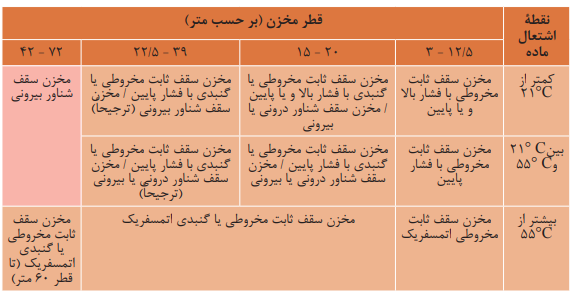 نقطهٔ اشتعال ماده
قطر مخزن (بر حسب متر)
۳ - ۱۲/۵
۱۵ - ۲۰
۲۲/۵ - ۳۹
۴۲ - ۷۲
کمتر از
۲۱°C
مخزن سقف ثابت
مخروطی با فشار بالا
و یا پایین
مخزن سقف ثابت مخروطی یا
گنبدی با فشار بالا و یا پایین
/ مخزن سقف شناور درونی یا
بیرونی
مخزن سقف ثابت مخروطی یا
گنبدی با فشار پایین / مخزن
سقف شناور بیرونی (ترجیحاً)
مخزن سقف
شناور بیرونی
بین ۲۱° C
و ۵۵° C
مخزن سقف ثابت
مخروطی با فشار
پایین
مخزن سقف ثابت مخروطی یا
گنبدی با فشار پایین / مخزن
سقف شناور درونی یا بیرونی
مخزن سقف ثابت مخروطی یا
گنبدی با فشار پایین / مخزن
سقف شناور درونی یا بیرونی
(ترجیحاً)
بیشتر از
۵۵°C
مخزن سقف ثابت
مخروطی اتمسفریک
مخزن سقف ثابت مخروطی یا گنبدی اتمسفریک
مخزن سقف
ثابت مخروطی
یا گنبدی
اتمسفریک (تا
قطر ۶۰ متر)